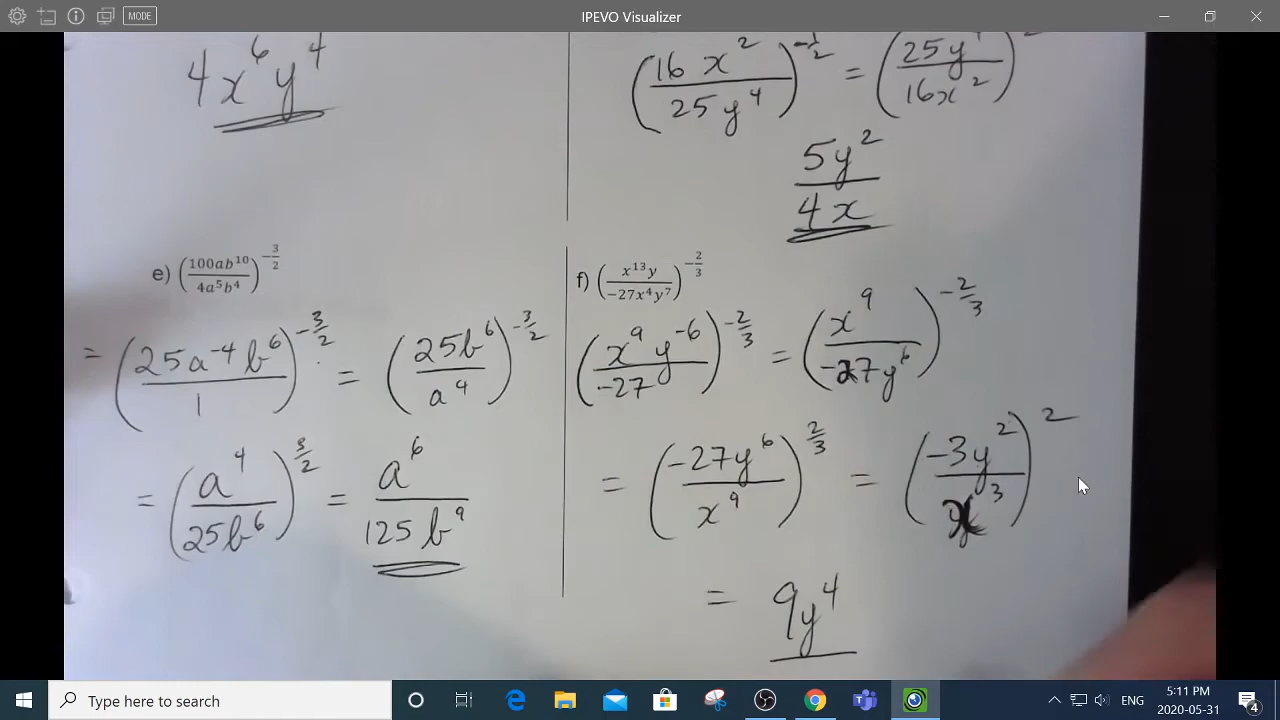 IPEVO Visualizer
MODE
4x^6y^4
(16x^2/25y^4)^-1/2 = (25y^4/16x^2)
5y^2/4x
e) (100ab^10/4a^5b^4)^-3/2
= (25a^-4b^6/1)^-3/2 = (25b^6/a^4)^-3/2
= (a^4/25b^6)^3/2 = a^6/125b^9
f) (x^13y/-27x^4y^7)^-2/3
(x^9y^-6/-27)^-2/3 = (x^9/-27y^6)^-2/3
= (-27y^6/x^9)^2/3 = (-3y^2/x^3)^2
= 9y^4
Type here to search
ENG
5:11 PM
2020-05-31
4